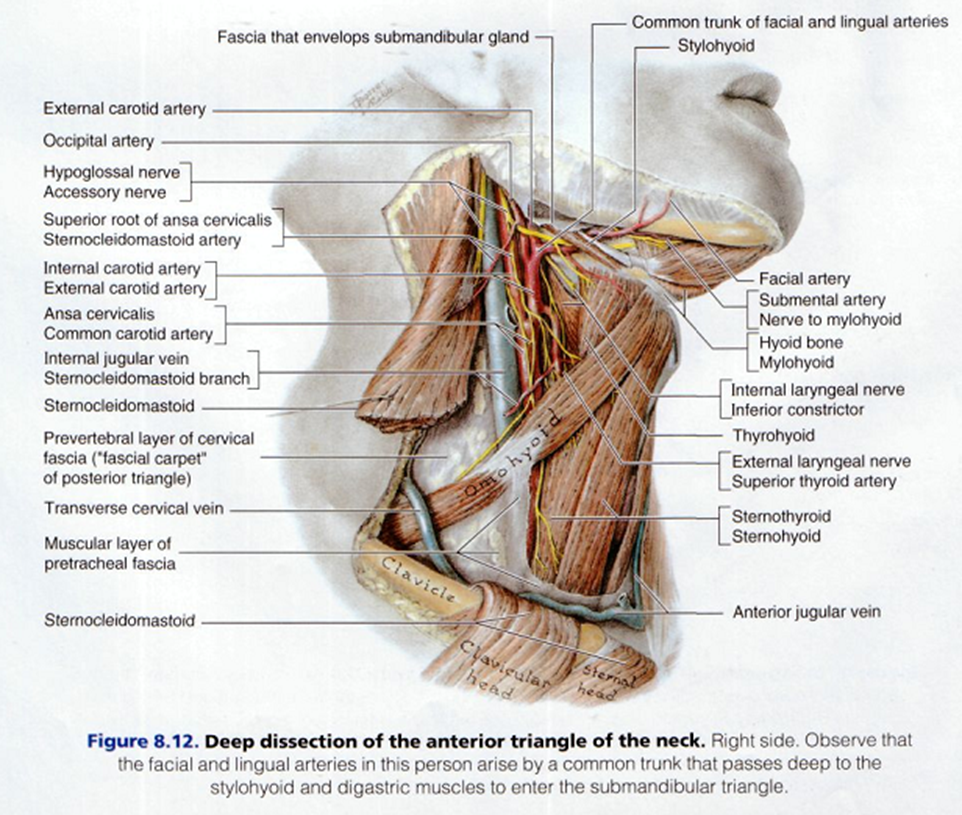 Common trunk of facial and lingual arteries
Fascia that envelops submandibular gland
Stylohyoid
External carotid artery
Occipital artery
Hypoglossal nerve
Accessory nerve
Superior root of ansa cervicalis
Sternocleidomastoid artery
Internal carotid artery
External carotid artery
Ansa cervicalis
Common carotid artery
Internal jugular vein
Sternocleidomastoid branch
Sternocleidomastoid
Prevertebral layer of cervical
fascia ("fascial carpet"
of posterior triangle)
Transverse cervical vein
Muscular layer of
pretracheal fascia
Sternocleidomastoid
Facial artery
Submental artery
Nerve to mylohyoid
Hyoid bone
Mylohyoid
Internal laryngeal nerve
Inferior constrictor
Thyrohyoid
External laryngeal nerve
Superior thyroid artery
Sternothyroid
Sternohyoid
Anterior jugular vein
Omohyoid
Clavicle
Clavicular
head
Sternal
head
Figure 8.12. Deep dissection of the anterior triangle of the neck. Right side. Observe that
the facial and lingual arteries in this person arise by a common trunk that passes deep to the
stylohyoid and digastric muscles to enter the submandibular triangle.